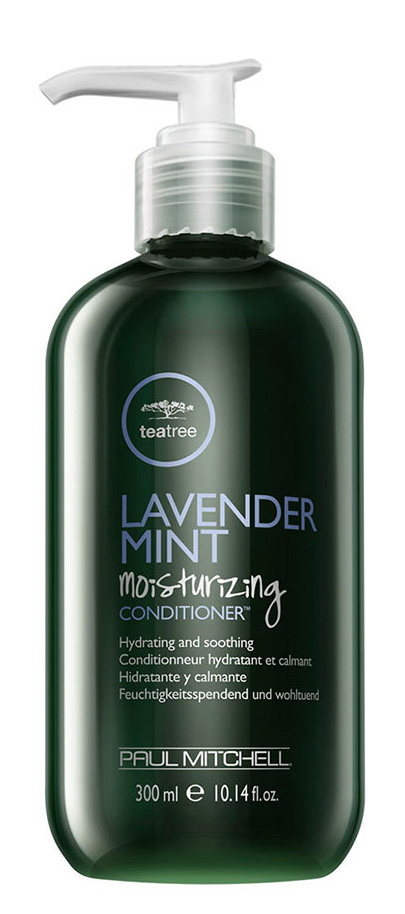 teatree
LAVENDER
MINT
moisturizing
CONDITIONER™
Hydrating and soothing
Conditionneur hydratant et calmant
Hidratante y calmante
Feuchtigkeitsspendend und wohltuend
PAUL MITCHELL®
300 ml ℮ 10.14 fl.oz.